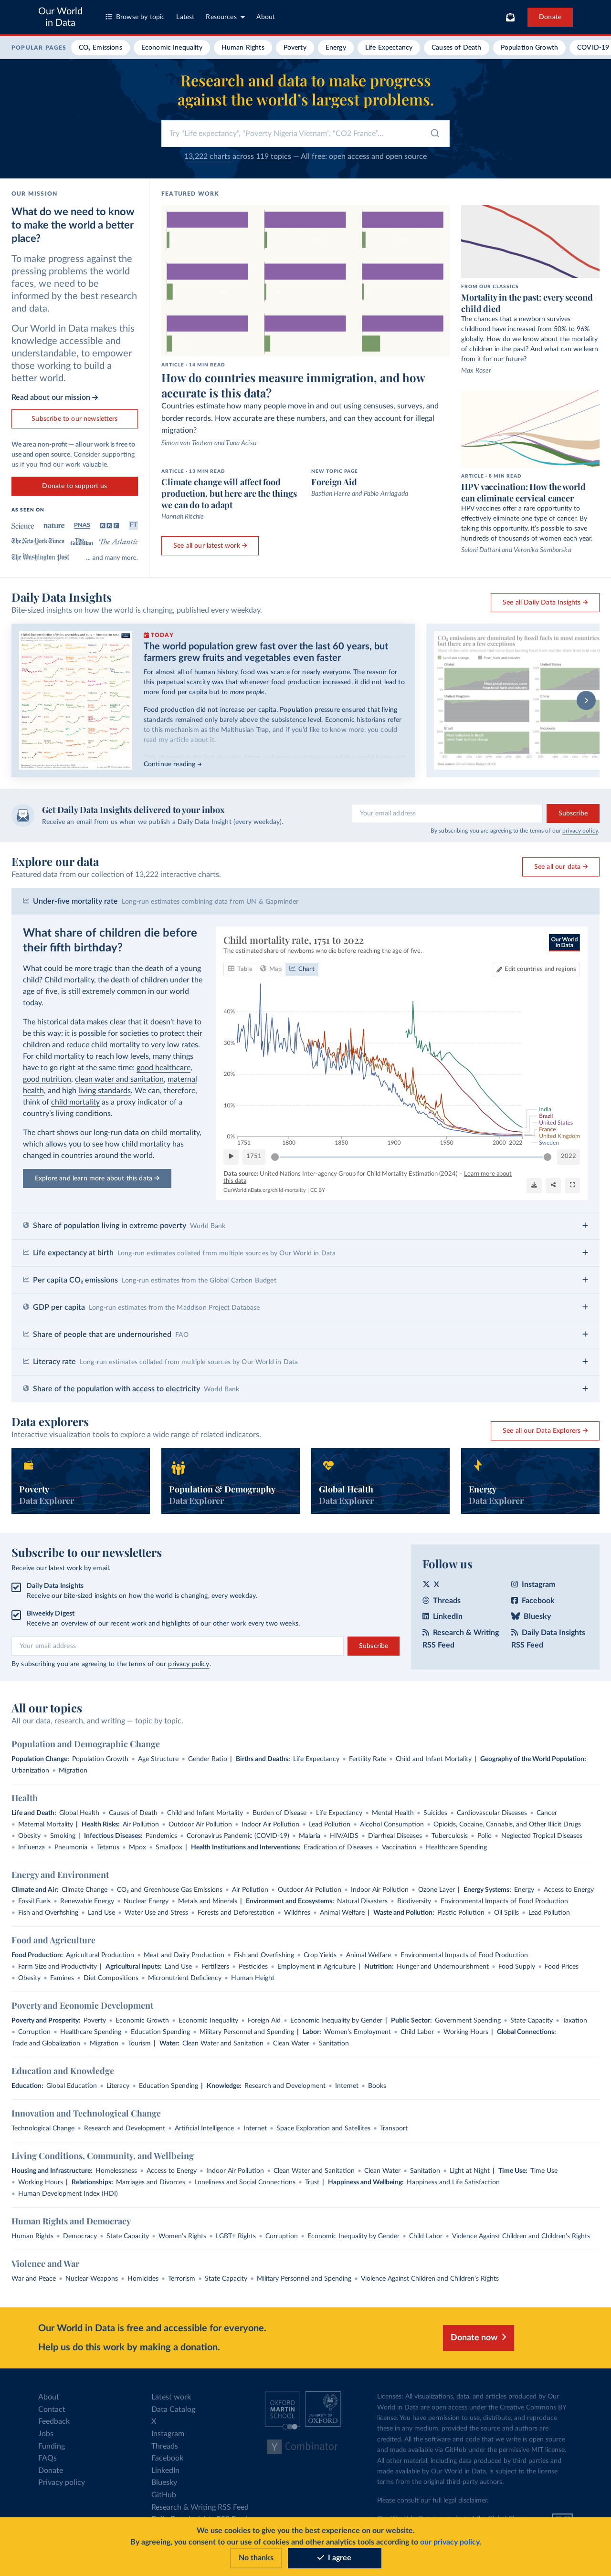 Our World
in Data
Browse by topic
Latest
Resources
About
Donate
POPULAR PAGES
CO₂ Emissions
Economic Inequality
Human Rights
Poverty
Energy
Life Expectancy
Causes of Death
Population Growth
COVID-19
Research and data to make progress
against the world's largest problems.
Try "Life expectancy", "Poverty Nigeria Vietnam", "CO2 France"...
13,222 charts across 119 topics — All free: open access and open source
OUR MISSION
What do we need to know
to make the world a better
place?
To make progress against the
pressing problems the world
faces, we need to be
informed by the best research
and data.
Our World in Data makes this
knowledge accessible and
understandable, to empower
those working to build a
better world.
Read about our mission →
Subscribe to our newsletters
We are a non-profit — all our work is free to
use and open source. Consider supporting
us if you find our work valuable.
Donate to support us
AS SEEN ON
Science
nature
PNAS
BBC
FT
The New York Times
The Guardian
The Atlantic
The Washington Post
... and many more.
FEATURED WORK
ARTICLE · 14 MIN READ
How do countries measure immigration, and how
accurate is this data?
Countries estimate how many people move in and out using censuses, surveys, and
border records. However, how accurate are these numbers, and can they account for illegal
migration?
Simon van Teutem and Tuna Acisu
ARTICLE · 13 MIN READ
Climate change will affect food
production, but here are the things
we can do to adapt
Hannah Ritchie
NEW TOPIC PAGE
Foreign Aid
Bastian Herre and Pablo Arriagada
See all our latest work →
FROM OUR CLASSICS
Mortality in the past: every second
child died
The chances that a newborn survives
childhood have increased from 50% to 96%
globally. How do we know about the mortality
of children in the past? And what can we learn
from it for our future?
Max Roser
ARTICLE · 8 MIN READ
HPV vaccination: How the world
can eliminate cervical cancer
HPV vaccines offer a rare opportunity to
effectively eliminate one type of cancer. By
taking this opportunity, it's possible to save
hundreds of thousands of women each year.
Saloni Dattani and Veronika Samborska
Daily Data Insights
Bite-sized insights on how the world is changing, published every weekday.
See all Daily Data Insights →
TODAY
The world population grew fast over the last 60 years, but
farmers grew fruits and vegetables even faster
For almost all of human history, food was scarce for nearly everyone. The reason for
this perpetual scarcity was that whenever food production increased, it did not lead to
more food per capita but to more people.
Food production did not increase per capita. Population pressure ensured that living
standards remained only barely above the subsistence level. Economic historians refer
to this mechanism as the Malthusian Trap, and if you'd like to know more, you could
read my article about it.
Continue reading →
CO₂ emissions are dominated by fossil fuels in most countries
but there are a few exceptions
Land-use change
Fossil fuels and industry
Get Daily Data Insights delivered to your inbox
Receive an email from us when we publish a Daily Data Insight (every weekday).
Your email address
Subscribe
By subscribing you are agreeing to the terms of our privacy policy.
Explore our data
Featured data from our collection of 13,222 interactive charts.
See all our data →
Under-five mortality rate Long-run estimates combining data from UN & Gapminder
What share of children die before
their fifth birthday?
What could be more tragic than the death of a young
child? Child mortality, the death of children under the
age of five, is still extremely common in our world
today.
The historical data makes clear that it doesn't have to
be this way: it is possible for societies to protect their
children and reduce child mortality to very low rates.
For child mortality to reach low levels, many things
have to go right at the same time: good healthcare,
good nutrition, clean water and sanitation, maternal
health, and high living standards. We can, therefore,
think of child mortality as a proxy indicator of a
country's living conditions.
The chart shows our long-run data on child mortality,
which allows you to see how child mortality has
changed in countries around the world.
Explore and learn more about this data →
Child mortality rate, 1751 to 2022
The estimated share of newborns who die before reaching the age of five.
Our World
in Data
Table
Map
Chart
Edit countries and regions
40%
30%
20%
10%
0%
1751
1800
1850
1900
1950
2000
2022
India
Brazil
United States
France
United Kingdom
Sweden
1751
2022
Data source: United Nations Inter-agency Group for Child Mortality Estimation (2024) – Learn more about
this data
OurWorldinData.org/child-mortality | CC BY
Share of population living in extreme poverty World Bank
Life expectancy at birth Long-run estimates collated from multiple sources by Our World in Data
Per capita CO₂ emissions Long-run estimates from the Global Carbon Budget
GDP per capita Long-run estimates from the Maddison Project Database
Share of people that are undernourished FAO
Literacy rate Long-run estimates collated from multiple sources by Our World in Data
Share of the population with access to electricity World Bank
Data explorers
Interactive visualization tools to explore a wide range of related indicators.
See all our Data Explorers →
Poverty
Data Explorer
Population & Demography
Data Explorer
Global Health
Data Explorer
Energy
Data Explorer
Subscribe to our newsletters
Receive our latest work by email.
Daily Data Insights
Receive our bite-sized insights on how the world is changing, every weekday.
Biweekly Digest
Receive an overview of our recent work and highlights of our other work every two weeks.
Your email address
Subscribe
By subscribing you are agreeing to the terms of our privacy policy.
Follow us
X
Instagram
Threads
Facebook
LinkedIn
Bluesky
Research & Writing
RSS Feed
Daily Data Insights
RSS Feed
All our topics
All our data, research, and writing — topic by topic.
Population and Demographic Change
Population Change: Population Growth • Age Structure • Gender Ratio | Births and Deaths: Life Expectancy • Fertility Rate • Child and Infant Mortality | Geography of the World Population:
Urbanization • Migration
Health
Life and Death: Global Health • Causes of Death • Child and Infant Mortality • Burden of Disease • Life Expectancy • Mental Health • Suicides • Cardiovascular Diseases • Cancer
• Maternal Mortality | Health Risks: Air Pollution • Outdoor Air Pollution • Indoor Air Pollution • Lead Pollution • Alcohol Consumption • Opioids, Cocaine, Cannabis, and Other Illicit Drugs
• Obesity • Smoking | Infectious Diseases: Pandemics • Coronavirus Pandemic (COVID-19) • Malaria • HIV/AIDS • Diarrheal Diseases • Tuberculosis • Polio • Neglected Tropical Diseases
• Influenza • Pneumonia • Tetanus • Mpox • Smallpox | Health Institutions and Interventions: Eradication of Diseases • Vaccination • Healthcare Spending
Energy and Environment
Climate and Air: Climate Change • CO₂ and Greenhouse Gas Emissions • Air Pollution • Outdoor Air Pollution • Indoor Air Pollution • Ozone Layer | Energy Systems: Energy • Access to Energy
• Fossil Fuels • Renewable Energy • Nuclear Energy • Metals and Minerals | Environment and Ecosystems: Natural Disasters • Biodiversity • Environmental Impacts of Food Production
• Fish and Overfishing • Land Use • Water Use and Stress • Forests and Deforestation • Wildfires • Animal Welfare | Waste and Pollution: Plastic Pollution • Oil Spills • Lead Pollution
Food and Agriculture
Food Production: Agricultural Production • Meat and Dairy Production • Fish and Overfishing • Crop Yields • Animal Welfare • Environmental Impacts of Food Production
• Farm Size and Productivity | Agricultural Inputs: Land Use • Fertilizers • Pesticides • Employment in Agriculture | Nutrition: Hunger and Undernourishment • Food Supply • Food Prices
• Obesity • Famines • Diet Compositions • Micronutrient Deficiency • Human Height
Poverty and Economic Development
Poverty and Prosperity: Poverty • Economic Growth • Economic Inequality • Foreign Aid • Economic Inequality by Gender | Public Sector: Government Spending • State Capacity • Taxation
• Corruption • Healthcare Spending • Education Spending • Military Personnel and Spending | Labor: Women's Employment • Child Labor • Working Hours | Global Connections:
Trade and Globalization • Migration • Tourism | Water: Clean Water and Sanitation • Clean Water • Sanitation
Education and Knowledge
Education: Global Education • Literacy • Education Spending | Knowledge: Research and Development • Internet • Books
Innovation and Technological Change
Technological Change • Research and Development • Artificial Intelligence • Internet • Space Exploration and Satellites • Transport
Living Conditions, Community, and Wellbeing
Housing and Infrastructure: Homelessness • Access to Energy • Indoor Air Pollution • Clean Water and Sanitation • Clean Water • Sanitation • Light at Night | Time Use: Time Use
• Working Hours | Relationships: Marriages and Divorces • Loneliness and Social Connections • Trust | Happiness and Wellbeing: Happiness and Life Satisfaction
• Human Development Index (HDI)
Human Rights and Democracy
Human Rights • Democracy • State Capacity • Women's Rights • LGBT+ Rights • Corruption • Economic Inequality by Gender • Child Labor • Violence Against Children and Children's Rights
Violence and War
War and Peace • Nuclear Weapons • Homicides • Terrorism • State Capacity • Military Personnel and Spending • Violence Against Children and Children's Rights
Our World in Data is free and accessible for everyone.
Help us do this work by making a donation.
Donate now
About
Contact
Feedback
Jobs
Funding
FAQs
Donate
Privacy policy
Latest work
Data Catalog
X
Instagram
Threads
Facebook
LinkedIn
Bluesky
GitHub
Research & Writing RSS Feed
OXFORD
MARTIN
SCHOOL
UNIVERSITY OF
OXFORD
Y Combinator
Licenses: All visualizations, data, and articles produced by Our
World in Data are open access under the Creative Commons BY
license. You have permission to use, distribute, and reproduce
these in any medium, provided the source and authors are
credited. All the software and code that we write is open source
and made available via GitHub under the permissive MIT license.
All other material, including data produced by third parties and
made available by Our World in Data, is subject to the license
terms from the original third-party authors.
Please consult our full legal disclaimer.
We use cookies to give you the best experience on our website.
By agreeing, you consent to our use of cookies and other analytics tools according to our privacy policy.
No thanks
I agree